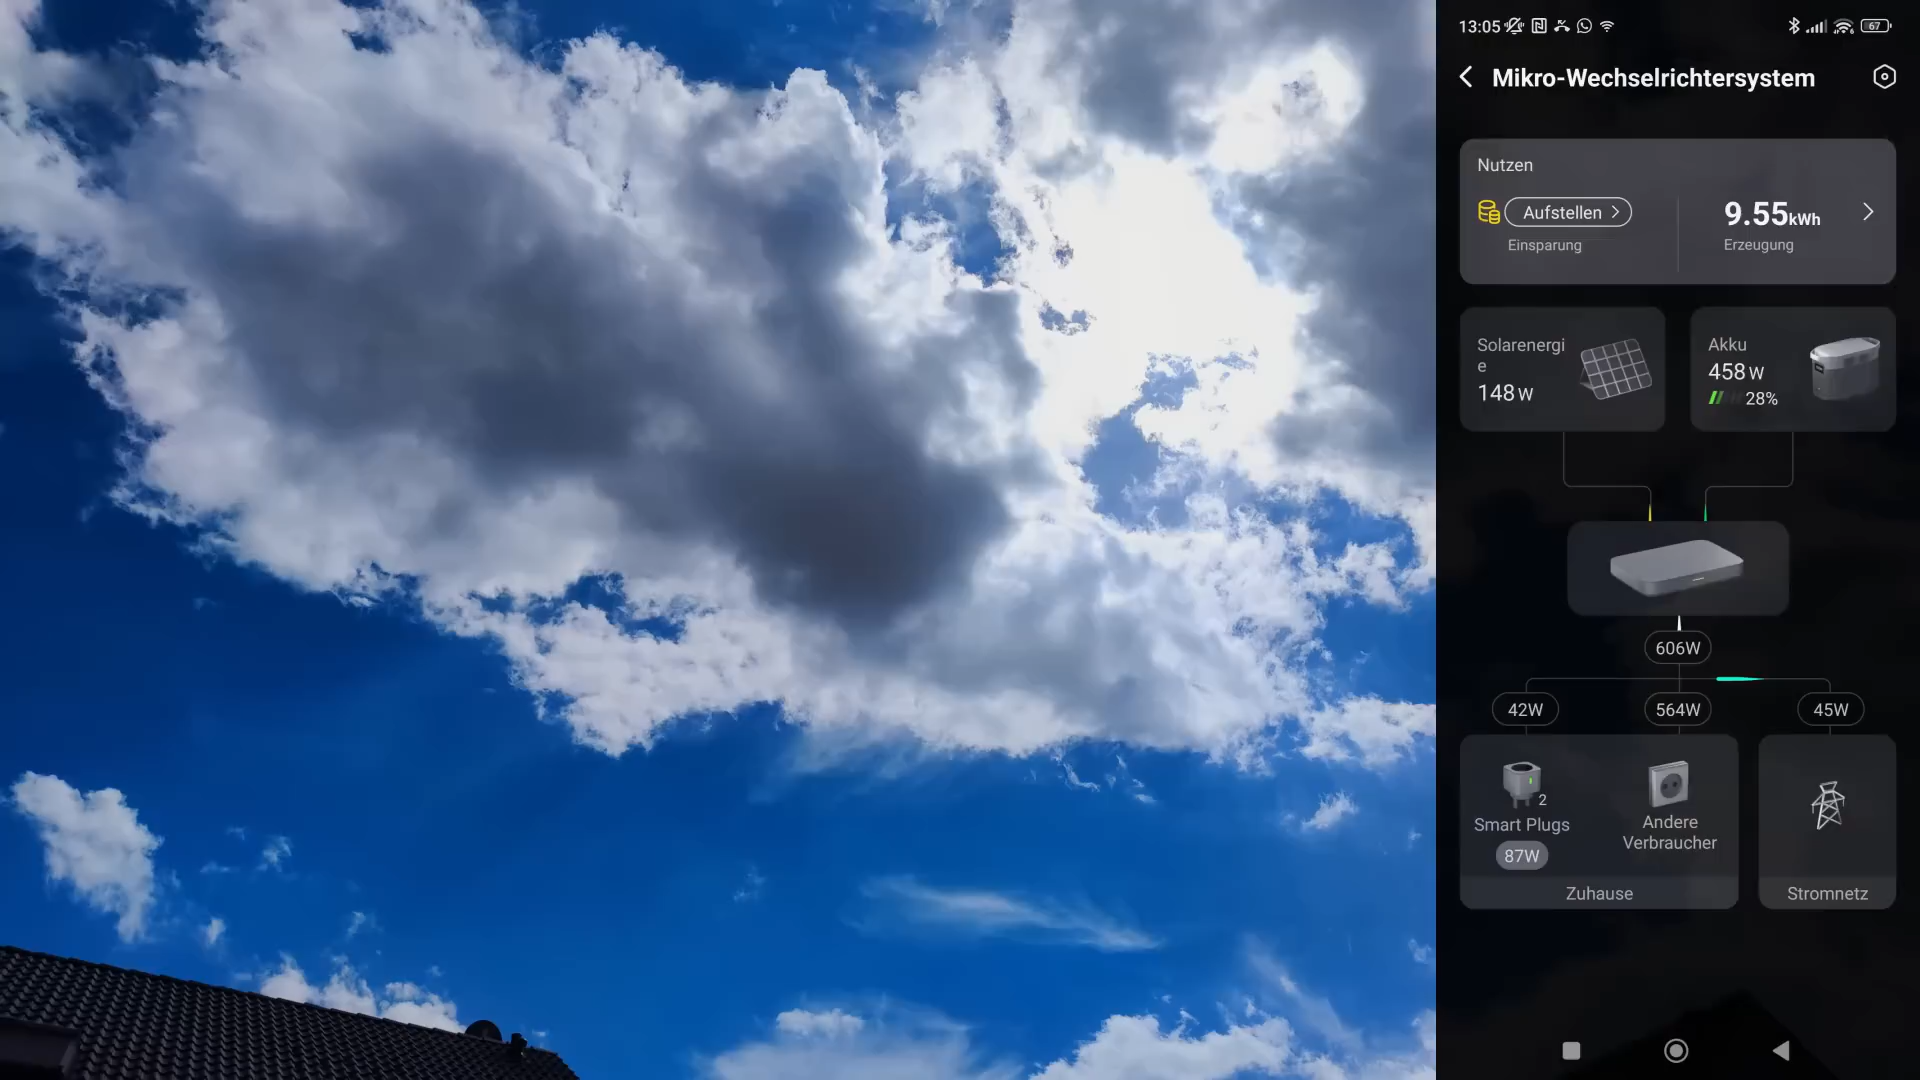 13:05
67
Mikro-Wechselrichtersystem
Nutzen
Aufstellen
Einsparung
9.55kWh
Erzeugung
Solarenergi
e
148 W
Akku
458 W
28%
606W
42W
564W
45W
2
Smart Plugs
87W
Andere
Verbraucher
Zuhause
Stromnetz